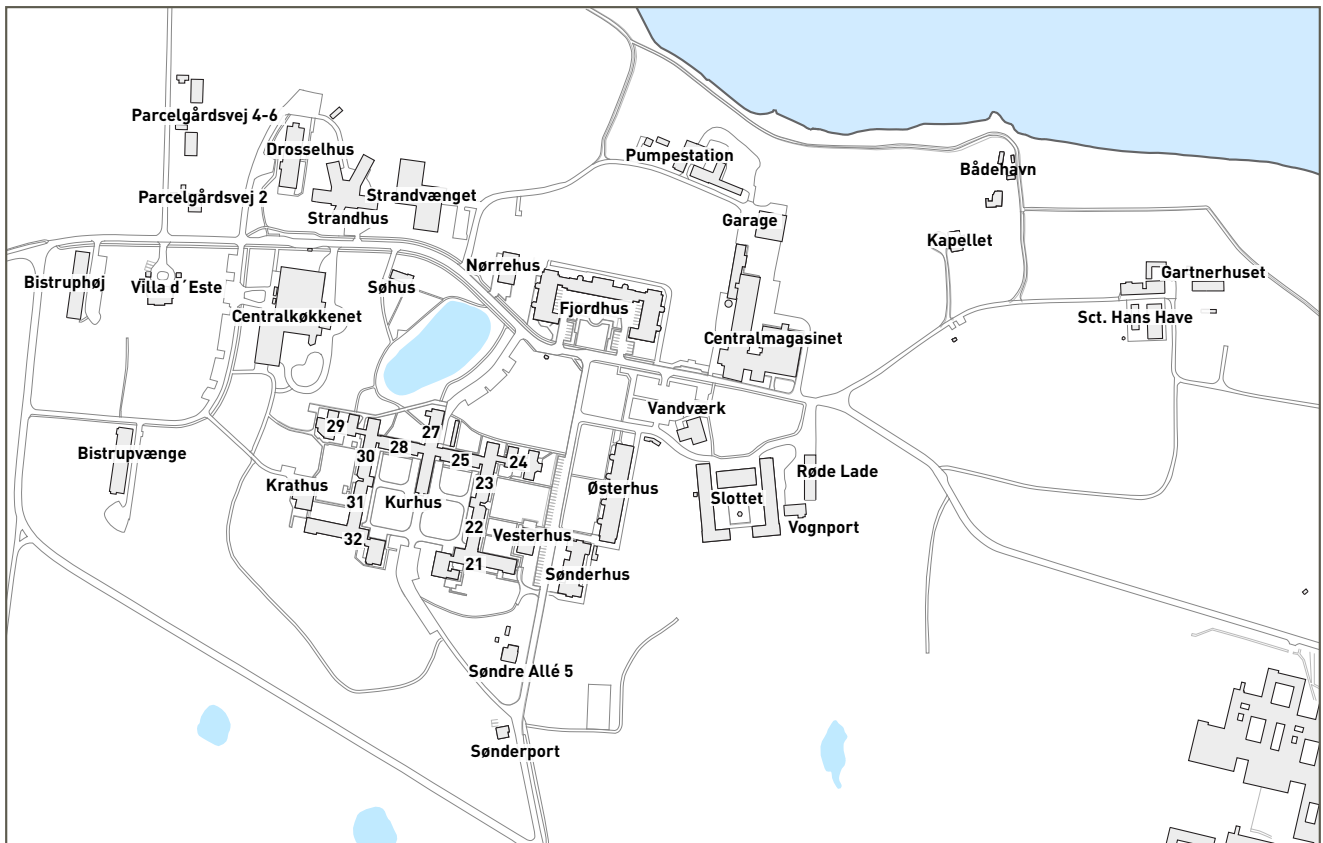 Parcelgårdsvej 4-6
Drosselhus
Pumpestation
Bådehavn
Parcelgårdsvej 2
Strandvænget
Strandhus
Garage
Kapellet
Nørrehus
Gartnerhuset
Bistruphøj
Villa d´Este
Søhus
Centralkøkkenet
Fjordhus
Sct. Hans Have
Centralmagasinet
Vandværk
29
27
28
30
25
24
Bistrupvænge
Røde Lade
Krathus
23
Østerhus
Slottet
31
Kurhus
22
Vognport
32
Vesterhus
21
Sønderhus
Søndre Allé 5
Sønderport